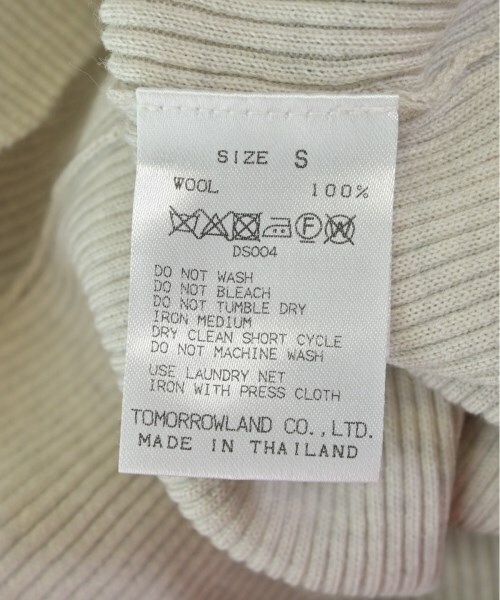 SIZE S
WOOL 100%
DS004
DO NOT WASH
DO NOT BLEACH
DO NOT TUMBLE DRY
IRON MEDIUM
DRY CLEAN SHORT CYCLE
DO NOT MACHINE WASH
USE LAUNDRY NET
IRON WITH PRESS CLOTH
TOMORROWLAND CO.,LTD.
MADE IN THAILAND